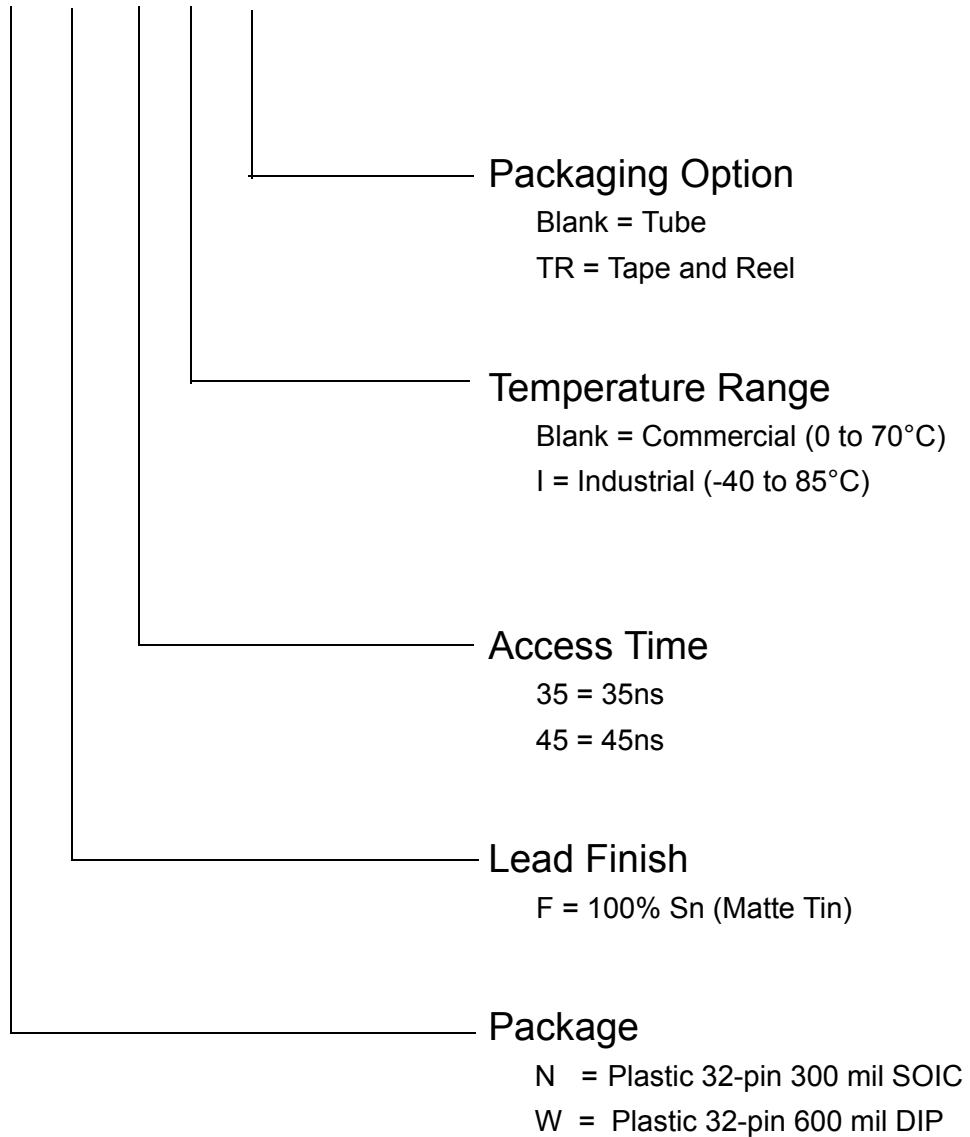 Packaging Option
Blank = Tube
TR = Tape and Reel
Temperature Range
Blank = Commercial (0 to 70°C)
I = Industrial (-40 to 85°C)
Access Time
35 = 35ns
45 = 45ns
Lead Finish
F = 100% Sn (Matte Tin)
Package
N = Plastic 32-pin 300 mil SOIC
W = Plastic 32-pin 600 mil DIP